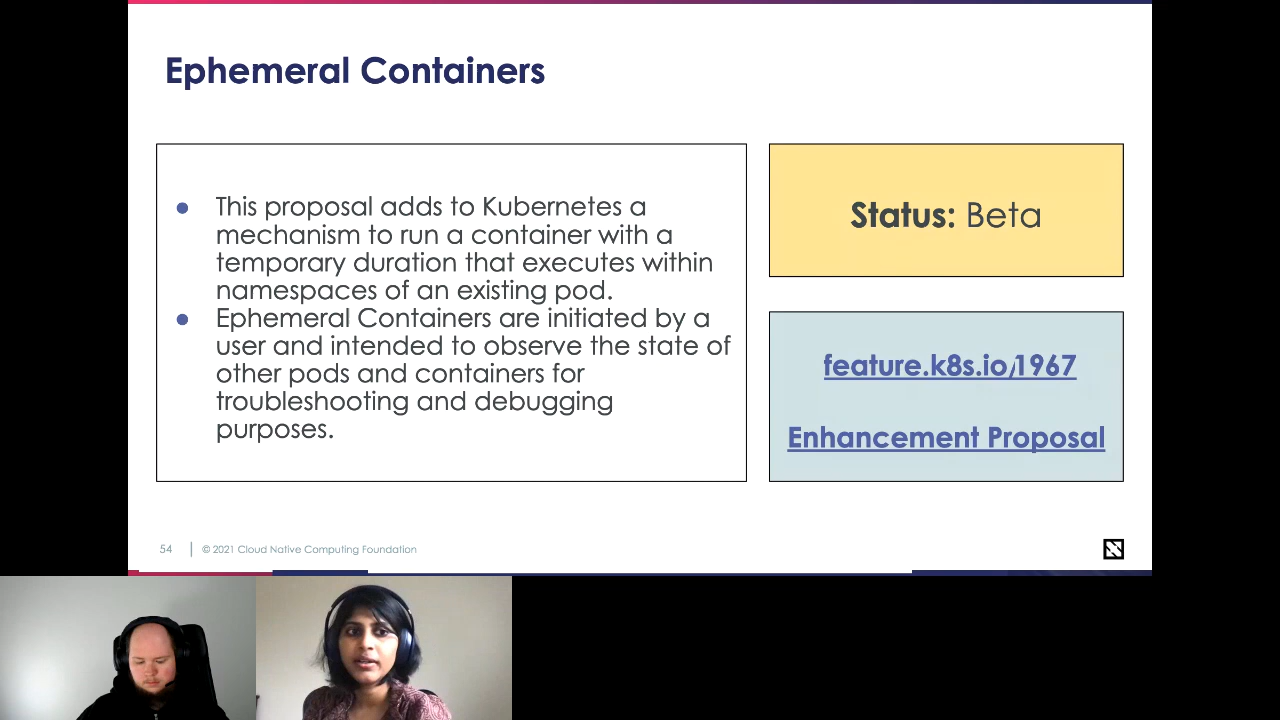 Ephemeral Containers
● This proposal adds to Kubernetes a
mechanism to run a container with a
temporary duration that executes within
namespaces of an existing pod.
● Ephemeral Containers are initiated by a
user and intended to observe the state of
other pods and containers for
troubleshooting and debugging
purposes.
Status: Beta
feature.k8s.io/1967
Enhancement Proposal
54
© 2021 Cloud Native Computing Foundation